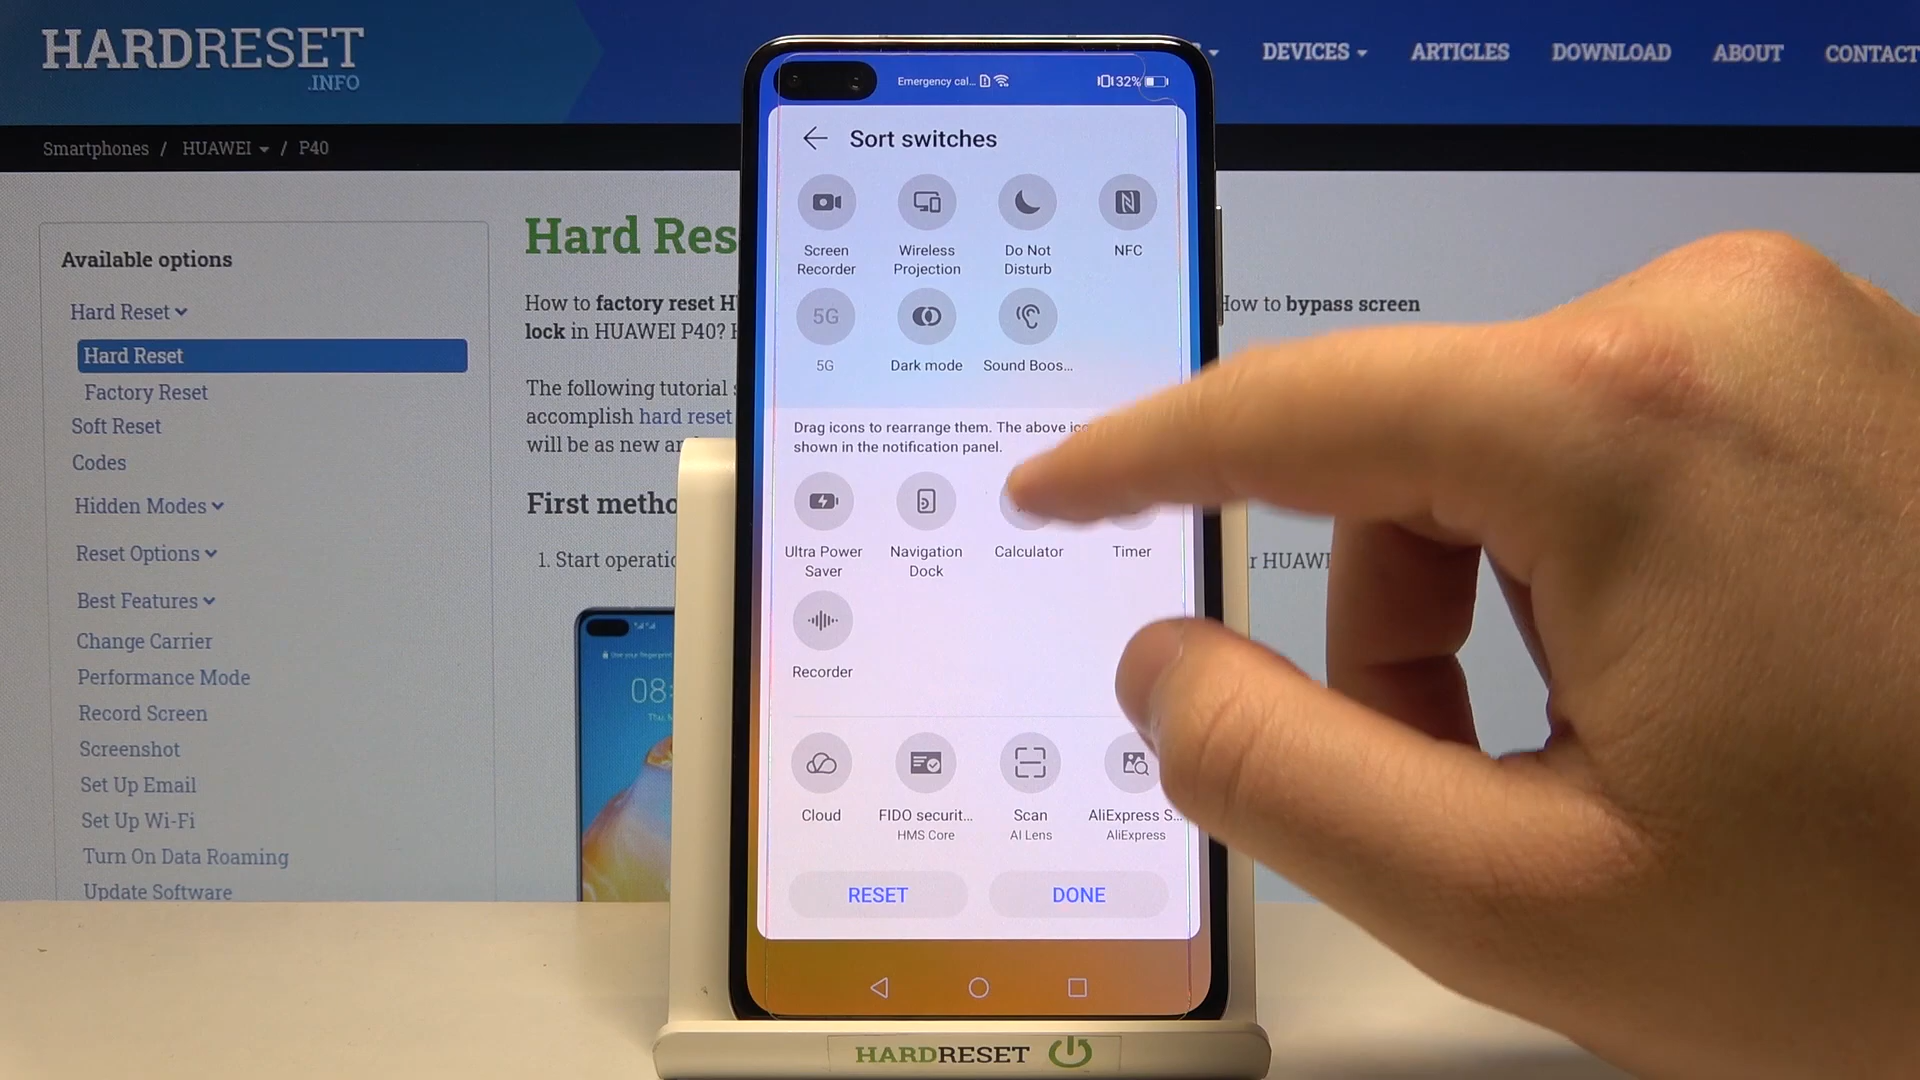 HARDRESET
.INFO
DEVICES
ARTICLES
DOWNLOAD
ABOUT
CONTACT
Smartphones / HUAWEI / P40
Available options
Hard Reset
Hard Reset
Factory Reset
Soft Reset
Codes
Hidden Modes
Reset Options
Best Features
Change Carrier
Performance Mode
Record Screen
Screenshot
Set Up Email
Set Up Wi-Fi
Turn On Data Roaming
Update Software
Hard Res
How to factory reset H
How to bypass screen
lock in HUAWEI P40?
The following tutorial
accomplish hard reset
will be as new
First metho
1. Start operatio
r HUAWE
08:
Emergency cal...
32%
Sort switches
Screen
Recorder
Wireless
Projection
Do Not
Disturb
NFC
5G
5G
Dark mode
Sound Boos...
Drag icons to rearrange them. The above ico
shown in the notification panel.
Ultra Power
Saver
Navigation
Dock
Calculator
Timer
Recorder
Cloud
FIDO securit...
HMS Core
Scan
AI Lens
AliExpress S...
AliExpress
RESET
DONE
HARDRESET